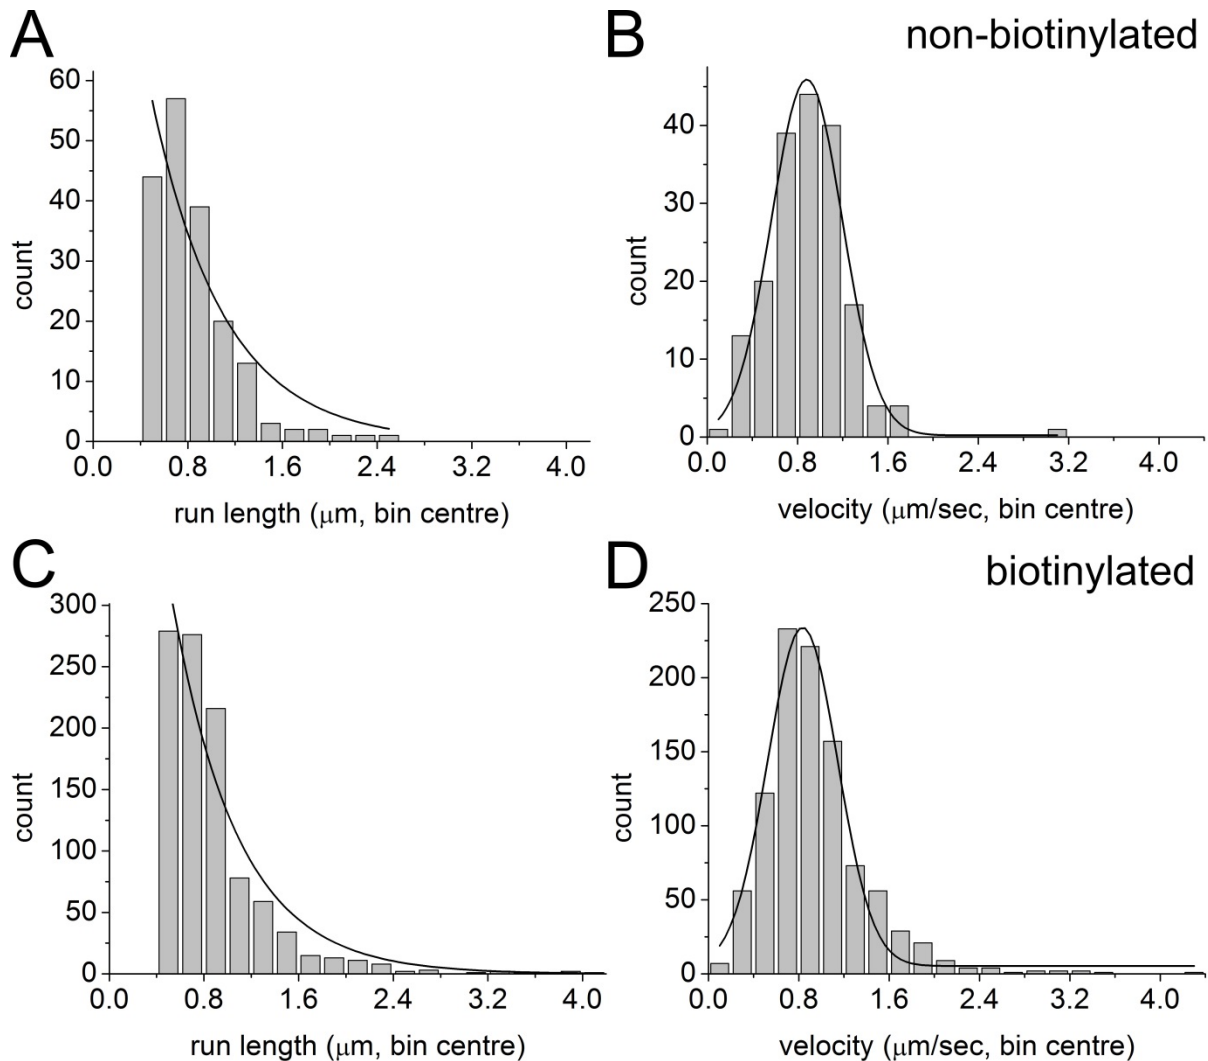 A
60
50
40
30
20
10
0
count
0.0 0.8 1.6 2.4 3.2 4.0
run length (μm, bin centre)
B
non-biotinylated
40
30
20
10
0
count
0.0 0.8 1.6 2.4 3.2 4.0
velocity (μm/sec, bin centre)
C
300
250
200
150
100
50
0
count
0.0 0.8 1.6 2.4 3.2 4.0
run length (μm, bin centre)
D
biotinylated
250
200
150
100
50
0
count
0.0 0.8 1.6 2.4 3.2 4.0
velocity (μm/sec, bin centre)